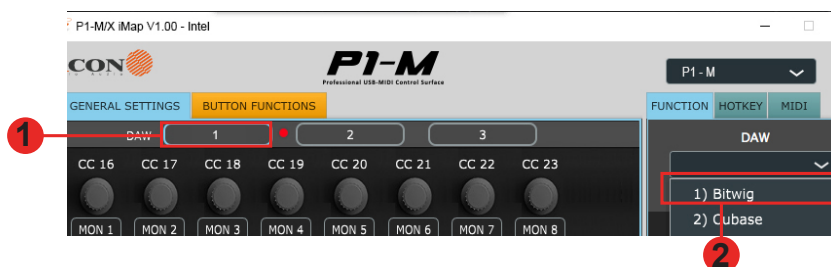 P1-M/X iMap V1.00 - Intel
CON
P1-M
Professional USB-MIDI Control Surface
P1 - M
GENERAL SETTINGS BUTTON FUNCTIONS
FUNCTION HOTKEY MIDI
1
DAW 1 2 3
DAW
CC 16 CC 17 CC 18 CC 19 CC 20 CC 21 CC 22 CC 23
1) Bitwig
MON 1 MON 2 MON 3 MON 4 MON 5 MON 6 MON 7 MON 8
2) Cubase
2